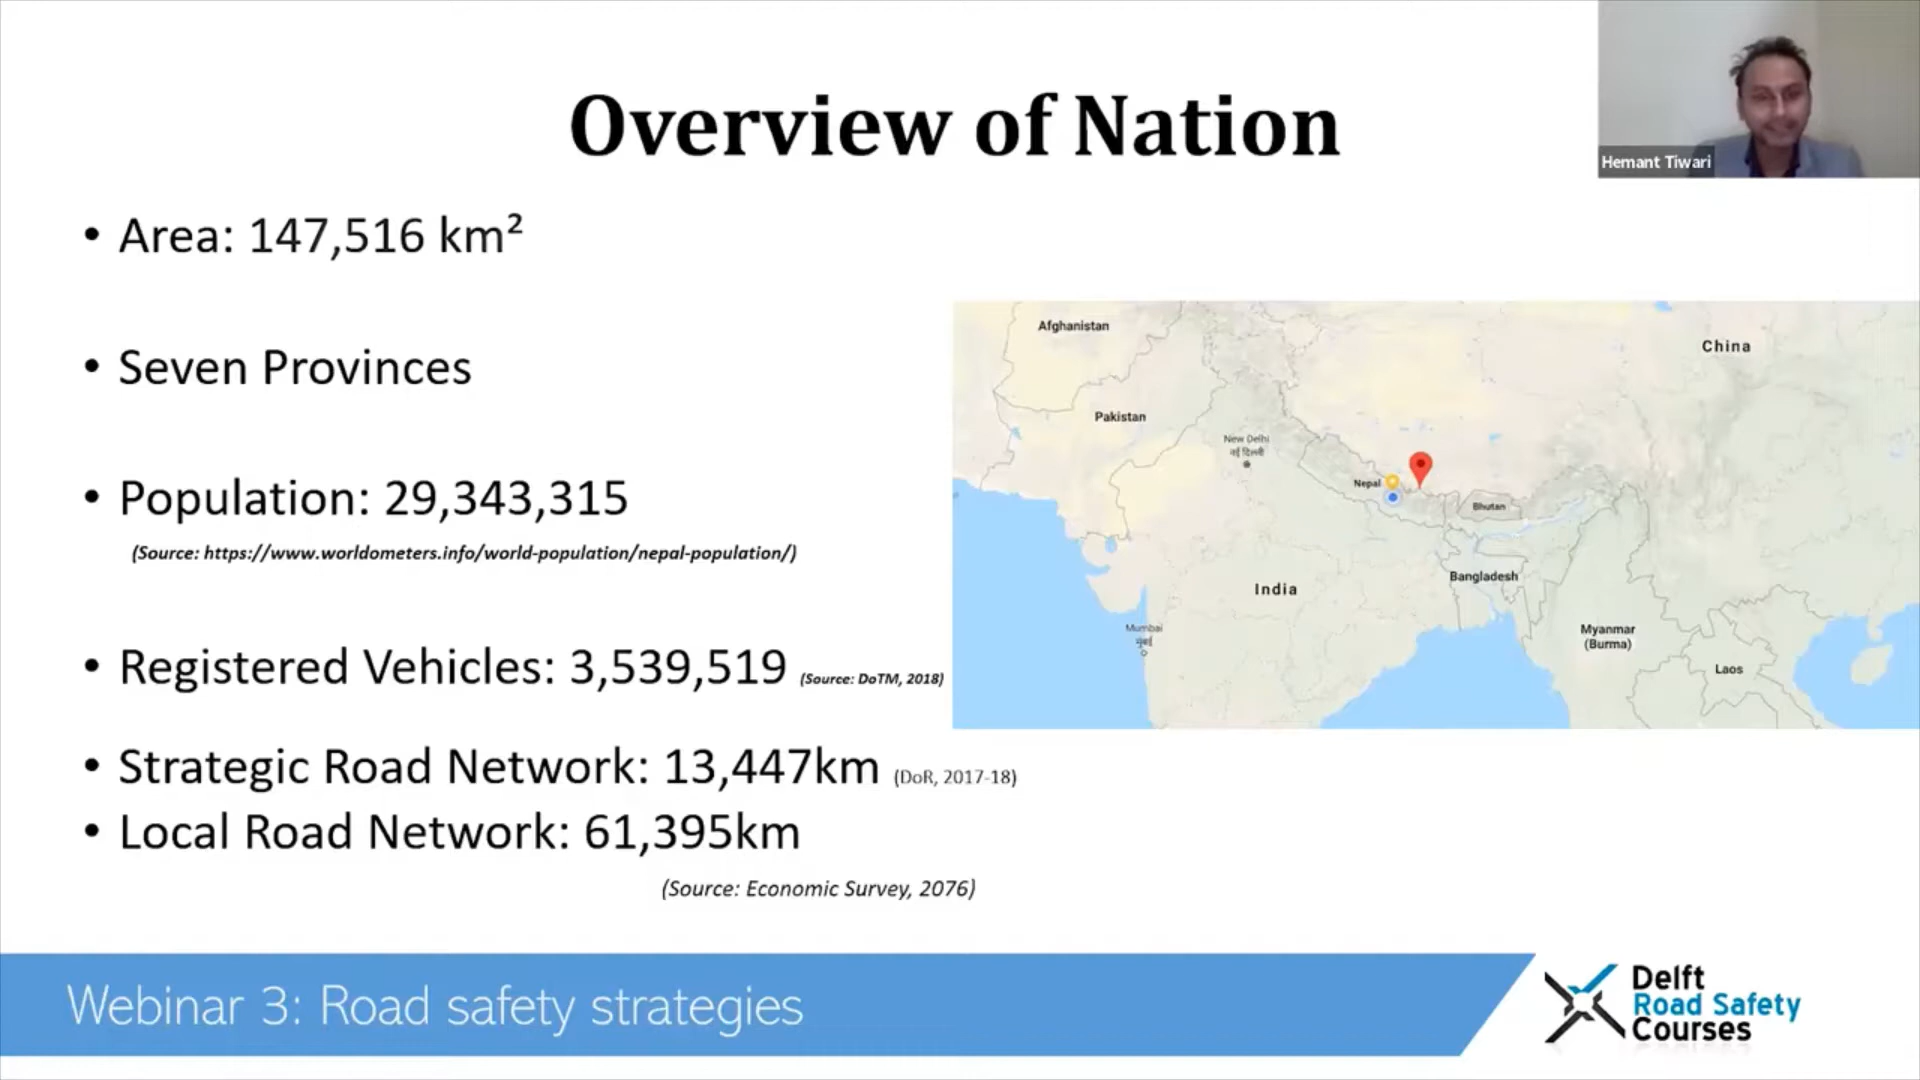 Overview of Nation
Hemant Tiwari
• Area: 147,516 km²
• Seven Provinces
• Population: 29,343,315
(Source: https://www.worldometers.info/world-population/nepal-population/)
• Registered Vehicles: 3,539,519 (Source: DoTM, 2018)
• Strategic Road Network: 13,447km (DoR, 2017-18)
• Local Road Network: 61,395km
(Source: Economic Survey, 2076)
Afghanistan
China
Pakistan
New Delhi
नई दिल्ली
Nepal
Bhutan
India
Bangladesh
Mumbai
मुंबई
Myanmar
(Burma)
Laos
Webinar 3: Road safety strategies
Delft
Road Safety
Courses